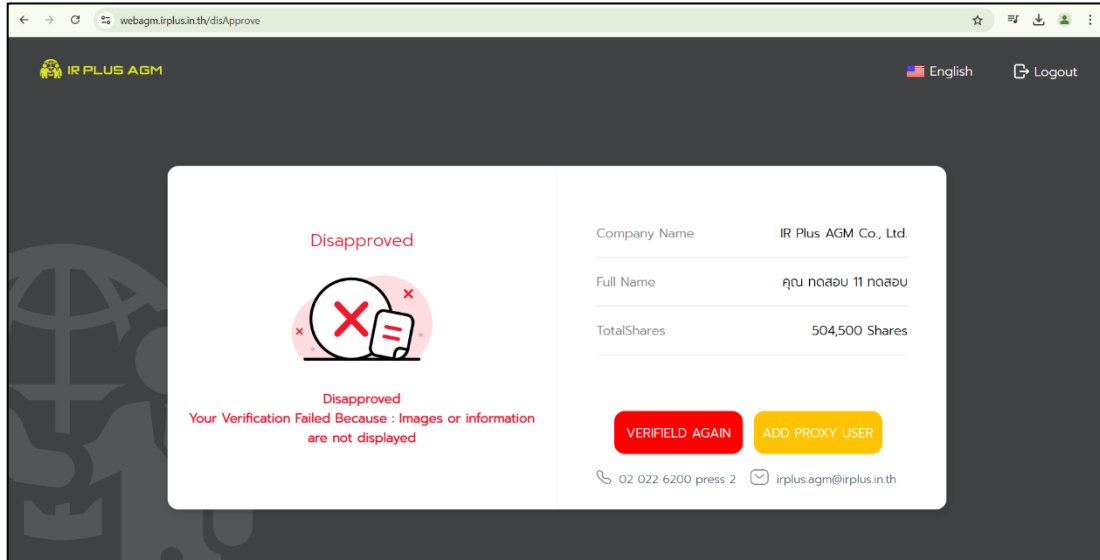 webagm.irplus.in.th/disApprove
IR PLUS AGM
English
Logout
Disapproved
Disapproved
Your Verification Failed Because : Images or information
are not displayed
Company Name IR Plus AGM Co., Ltd.
Full Name คุณ ทดสอบ 11 ทดสอบ
TotalShares 504,500 Shares
VERIFIELD AGAIN
ADD PROXY USER
02 022 6200 press 2
irplus.agm@irplus.in.th